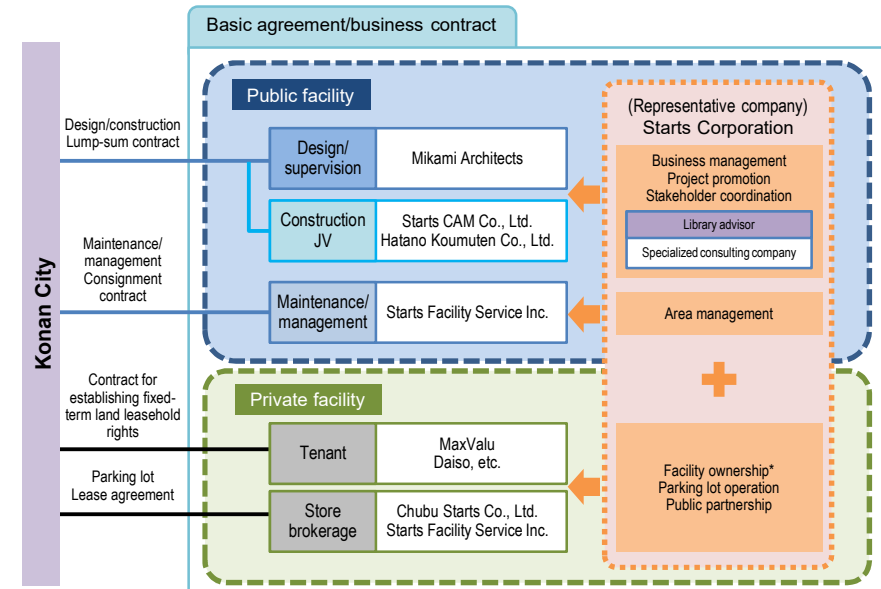 Basic agreement/business contract
Konan City
Design/construction
Lump-sum contract
Maintenance/
management
Consignment
contract
Contract for
establishing fixed-
term land leasehold
rights
Parking lot
Lease agreement
Public facility
Design/
supervision
Mikami Architects
Construction
JV
Starts CAM Co., Ltd.
Hatano Koumuten Co., Ltd.
Maintenance/
management
Starts Facility Service Inc.
Private facility
Tenant
MaxValu
Daiso, etc.
Store
brokerage
Chubu Starts Co., Ltd.
Starts Facility Service Inc.
(Representative company)
Starts Corporation
Business management
Project promotion
Stakeholder coordination
Library advisor
Specialized consulting company
Area management
Facility ownership*
Parking lot operation
Public partnership